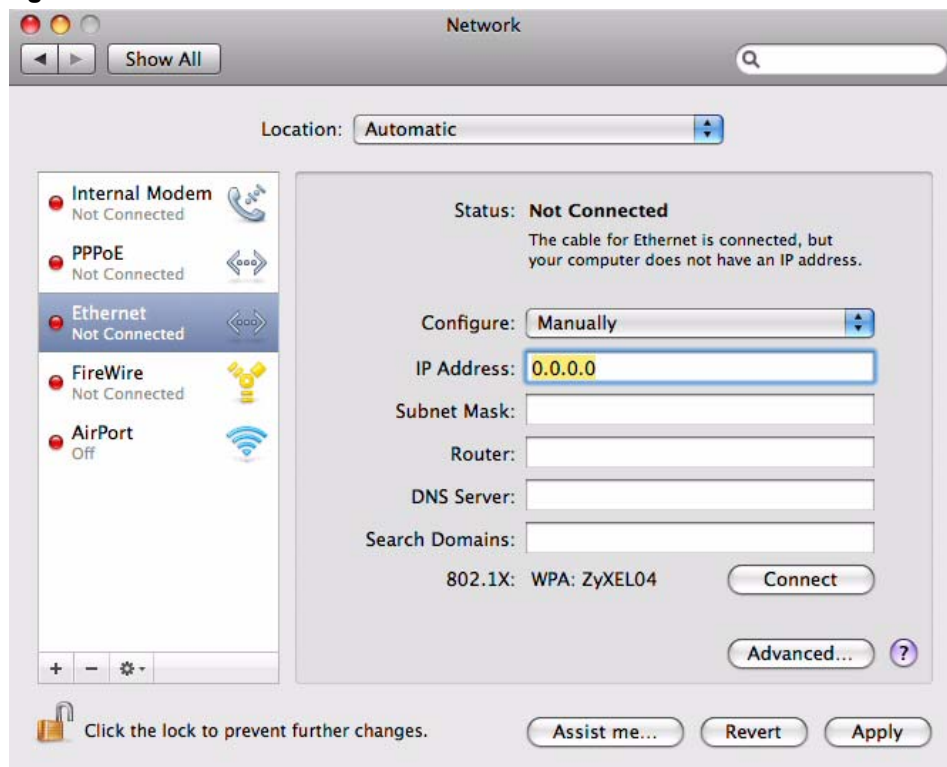 Network
Show All
Location: Automatic
Internal Modem
Not Connected
PPPoE
Not Connected
Ethernet
Not Connected
FireWire
Not Connected
AirPort
Off
Status: Not Connected
The cable for Ethernet is connected, but
your computer does not have an IP address.
Configure: Manually
IP Address: 0.0.0.0
Subnet Mask:
Router:
DNS Server:
Search Domains:
802.1X: WPA: ZyXEL04 Connect
Advanced... ?
+ −
Click the lock to prevent further changes.
Assist me... Revert Apply